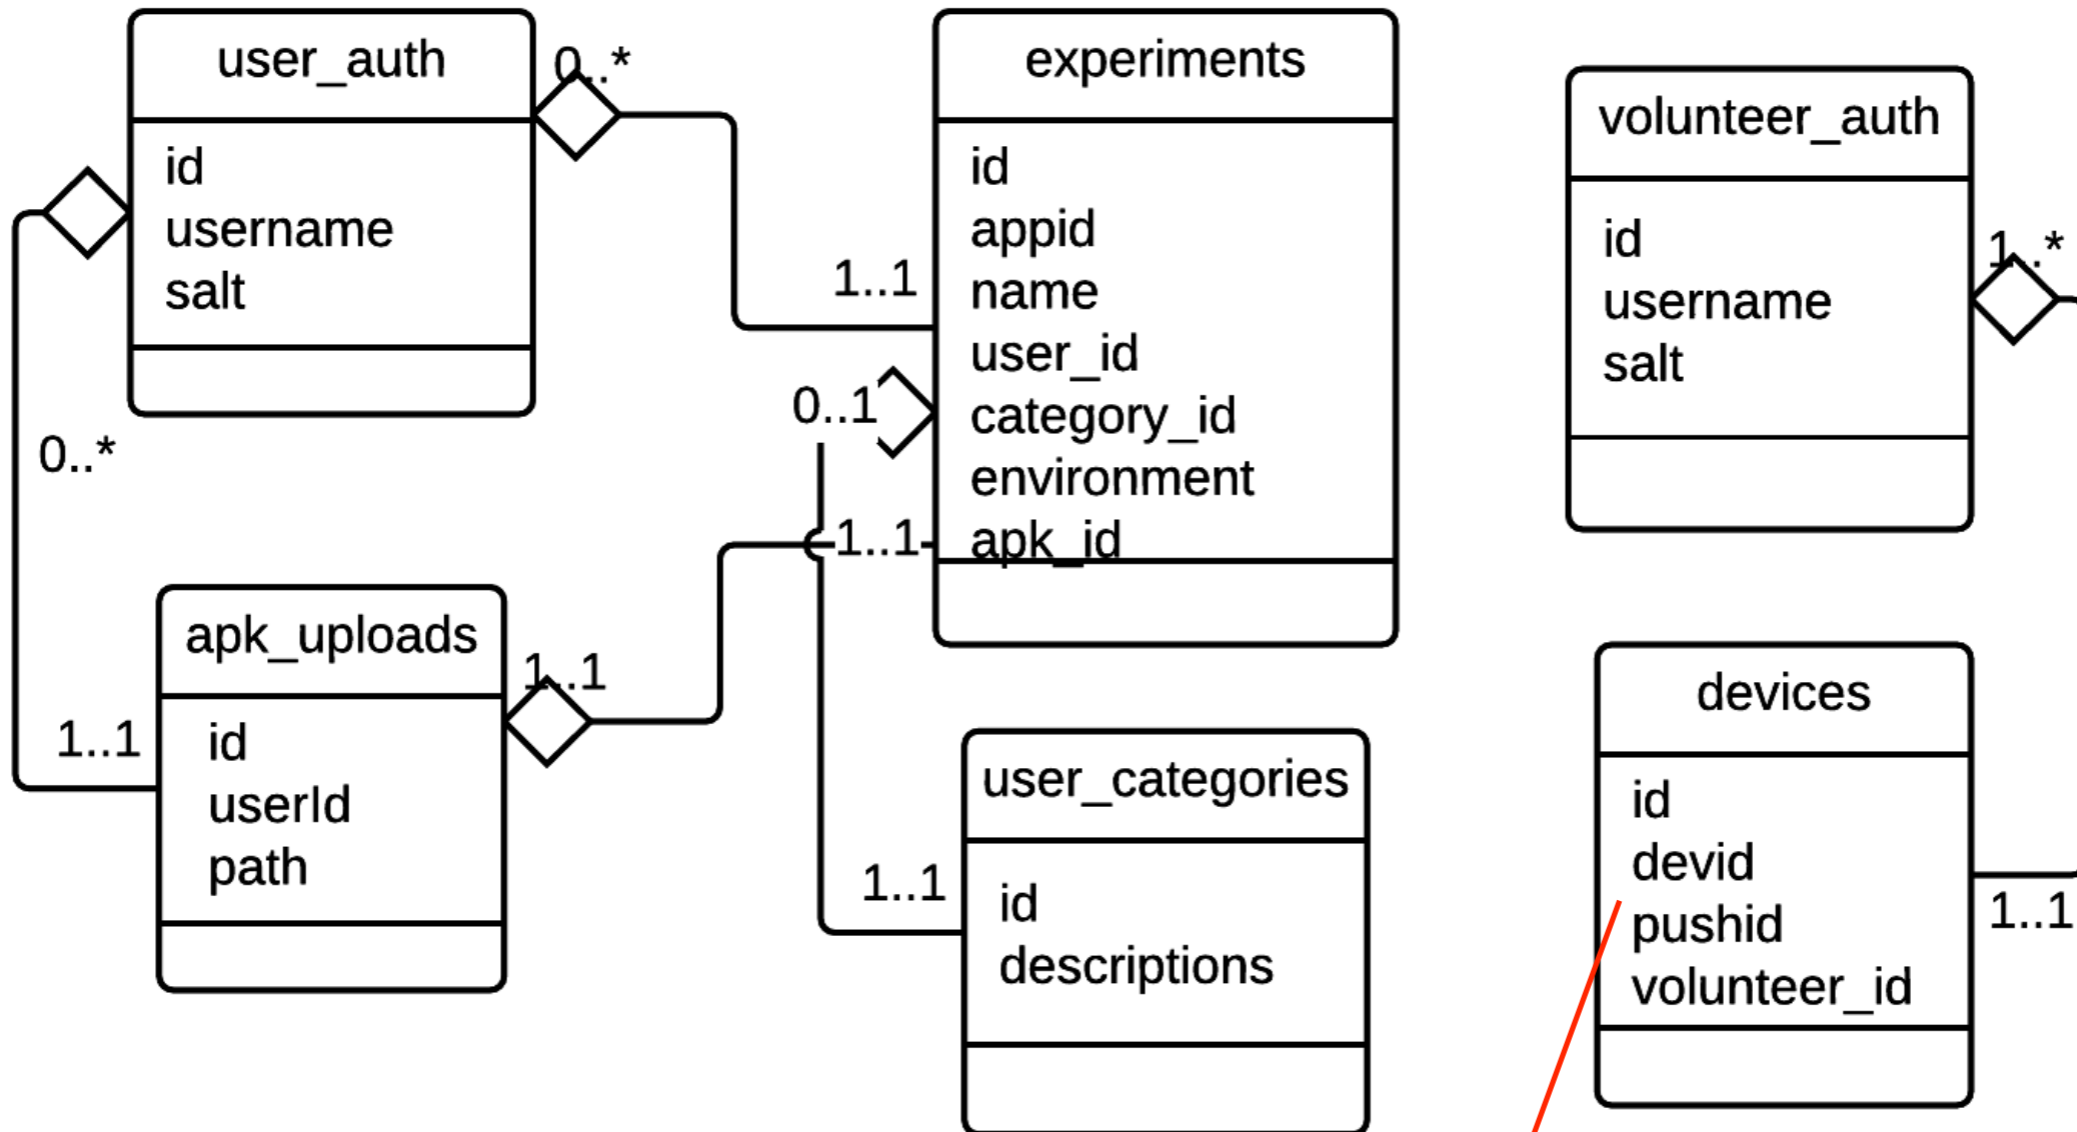 user_auth
id
username
salt
0..*
0..*
1..1
apk_uploads
id
userId
path
1..1
1..1
experiments
id
appid
name
user_id
category_id
environment
apk_id
1..1
0..1
user_categories
id
descriptions
1..1
volunteer_auth
id
username
salt
1..*
devices
id
devid
pushid
volunteer_id
1..1